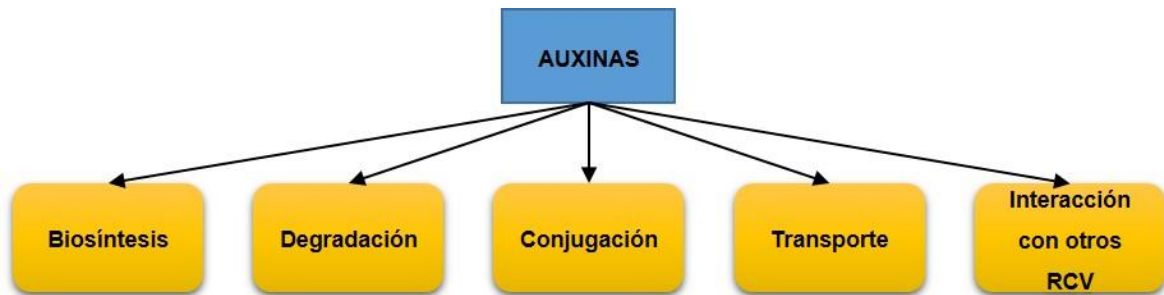 AUXINAS
Biosíntesis
Degradación
Conjugación
Transporte
Interacción
con otros
RCV